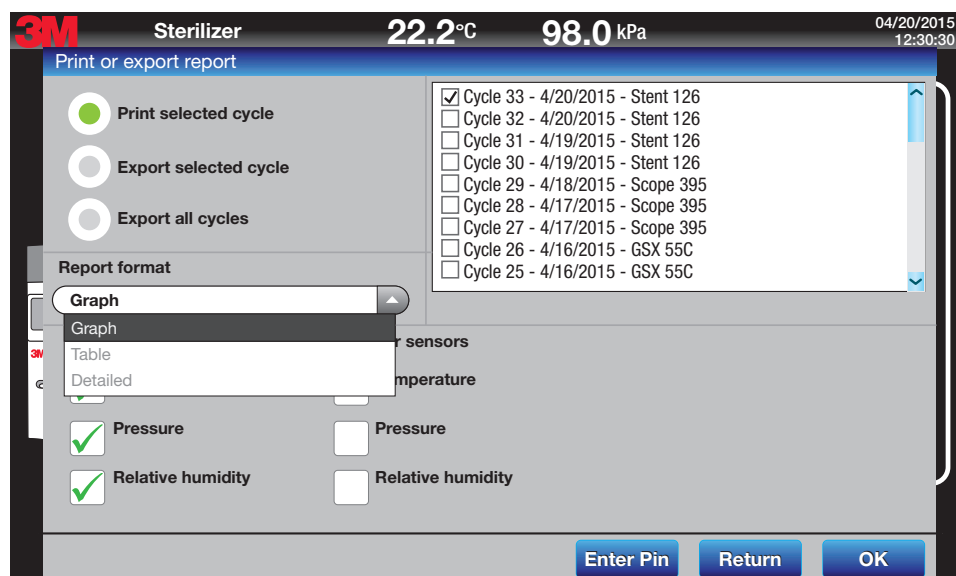 3M Sterilizer 22.2°C 98.0 kPa 04/20/2015
12:30:30
Print or export report
Print selected cycle
Export selected cycle
Export all cycles
Cycle 33 - 4/20/2015 - Stent 126
Cycle 32 - 4/20/2015 - Stent 126
Cycle 31 - 4/19/2015 - Stent 126
Cycle 30 - 4/19/2015 - Stent 126
Cycle 29 - 4/18/2015 - Scope 395
Cycle 28 - 4/17/2015 - Scope 395
Cycle 27 - 4/17/2015 - Scope 395
Cycle 26 - 4/16/2015 - GSX 55C
Cycle 25 - 4/16/2015 - GSX 55C
Report format
Graph
Graph
Table
Detailed
sensors
mperature
3M
Pressure Pressure
Relative humidity Relative humidity
Enter Pin Return OK